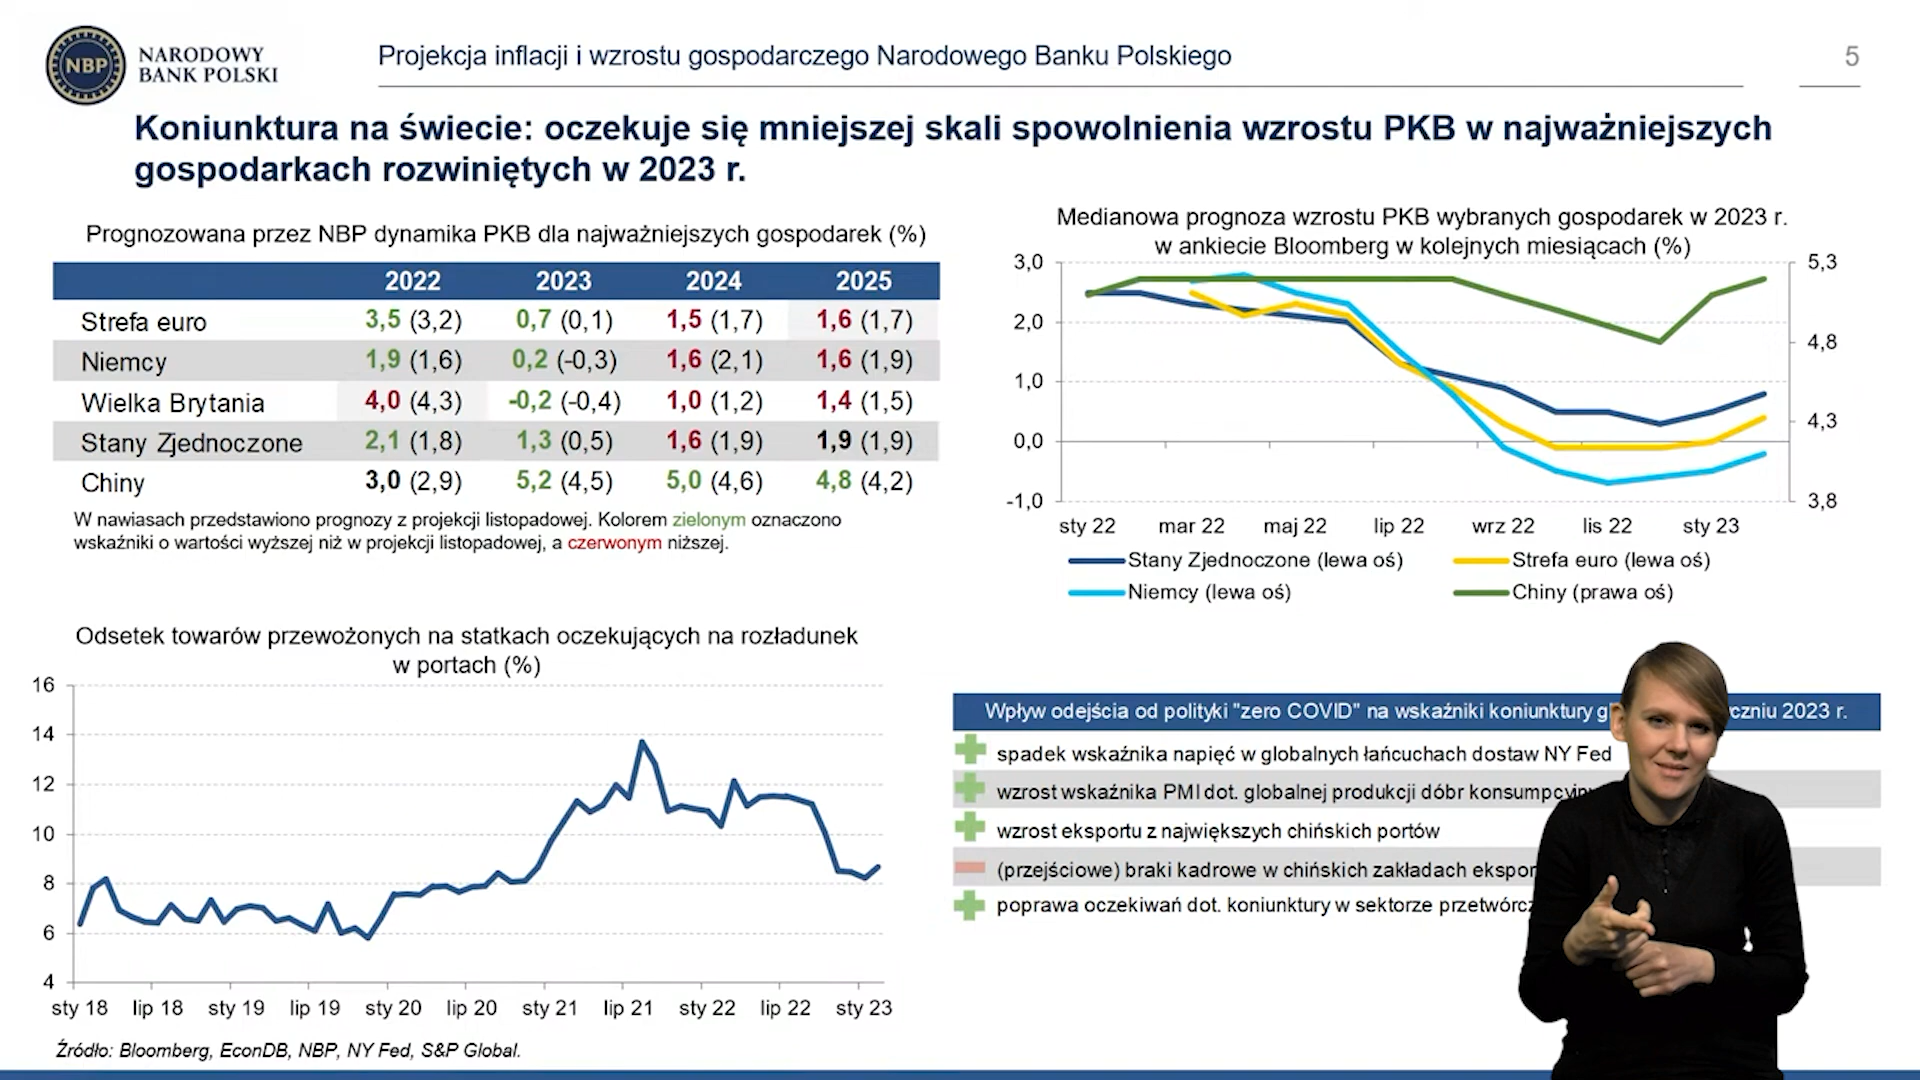 NBP
NARODOWY
BANK POLSKI
Projekcja inflacji i wzrostu gospodarczego Narodowego Banku Polskiego
5
Koniunktura na świecie: oczekuje się mniejszej skali spowolnienia wzrostu PKB w najważniejszych
gospodarkach rozwiniętych w 2023 r.
Prognozowana przez NBP dynamika PKB dla najważniejszych gospodarek (%)
2022 2023 2024 2025
Strefa euro 3,5 (3,2) 0,7 (0,1) 1,5 (1,7) 1,6 (1,7)
Niemcy 1,9 (1,6) 0,2 (-0,3) 1,6 (2,1) 1,6 (1,9)
Wielka Brytania 4,0 (4,3) -0,2 (-0,4) 1,0 (1,2) 1,4 (1,5)
Stany Zjednoczone 2,1 (1,8) 1,3 (0,5) 1,6 (1,9) 1,9 (1,9)
Chiny 3,0 (2,9) 5,2 (4,5) 5,0 (4,6) 4,8 (4,2)
W nawiasach przedstawiono prognozy z projekcji listopadowej. Kolorem zielonym oznaczono
wskaźniki o wartości wyższej niż w projekcji listopadowej, a czerwonym niższej.
Medianowa prognoza wzrostu PKB wybranych gospodarek w 2023 r.
w ankiecie Bloomberg w kolejnych miesiącach (%)
3,0 5,3
2,0 4,8
1,0 4,3
0,0
-1,0 3,8
sty 22 mar 22 maj 22 lip 22 wrz 22 lis 22 sty 23
Stany Zjednoczone (lewa oś) Strefa euro (lewa oś)
Niemcy (lewa oś) Chiny (prawa oś)
Odsetek towarów przewożonych na statkach oczekujących na rozładunek
w portach (%)
16
14
12
10
8
6
4
sty 18 lip 18 sty 19 lip 19 sty 20 lip 20 sty 21 lip 21 sty 22 lip 22 sty 23
Wpływ odejścia od polityki "zero COVID" na wskaźniki koniunktury 2023 r.
spadek wskaźnika napięć w globalnych łańcuchach dostaw NY Fed
wzrost wskaźnika PMI dot. globalnej produkcji dóbr
wzrost eksportu z największych chińskich portów
(przejściowe) braki kadrowe w chińskich zakładach
poprawa oczekiwań dot. koniunktury w sektorze
Źródło: Bloomberg, EconDB, NBP, NY Fed, S&P Global.